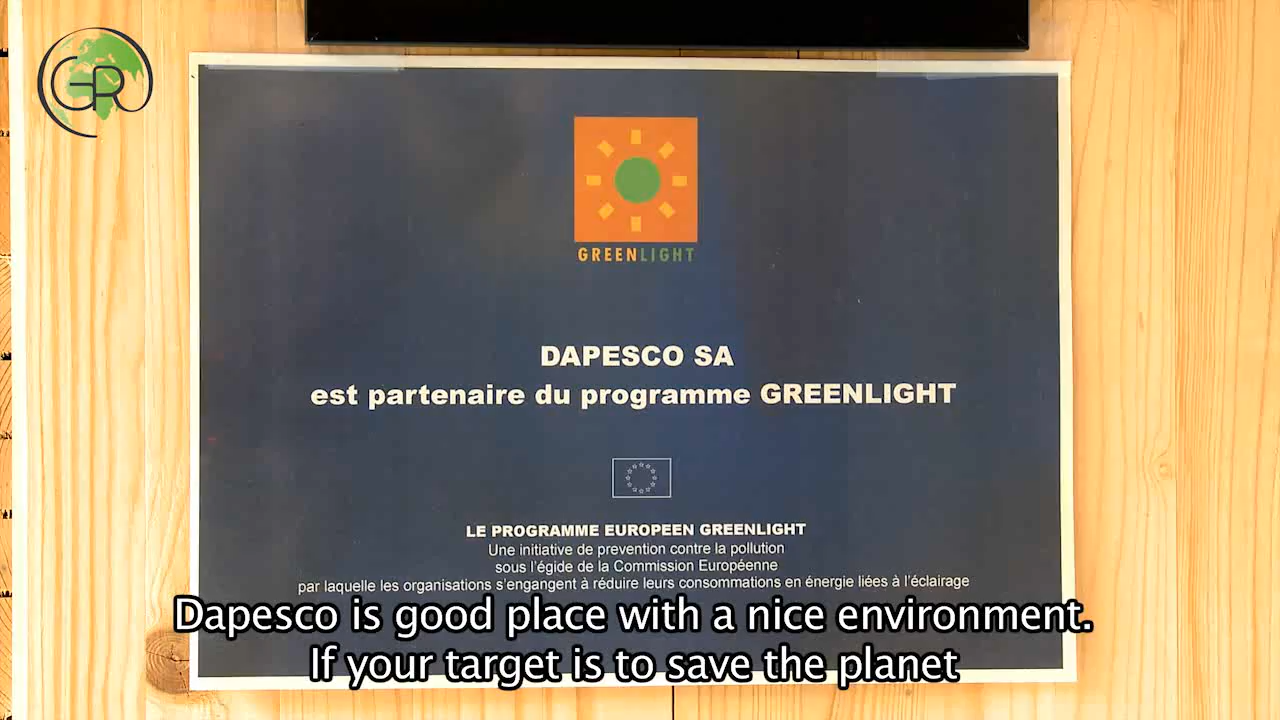 GR
GREENLIGHT
DAPESCO SA
est partenaire du programme GREENLIGHT
LE PROGRAMME EUROPEEN GREENLIGHT
Une initiative de prevention contre la pollution
sous l'égide de la Commission Européenne
par laquelle les organisations s'engangent à réduire leurs consommations en énergie liées à l'éclairage
Dapesco is good place with a nice environment.
If your target is to save the planet